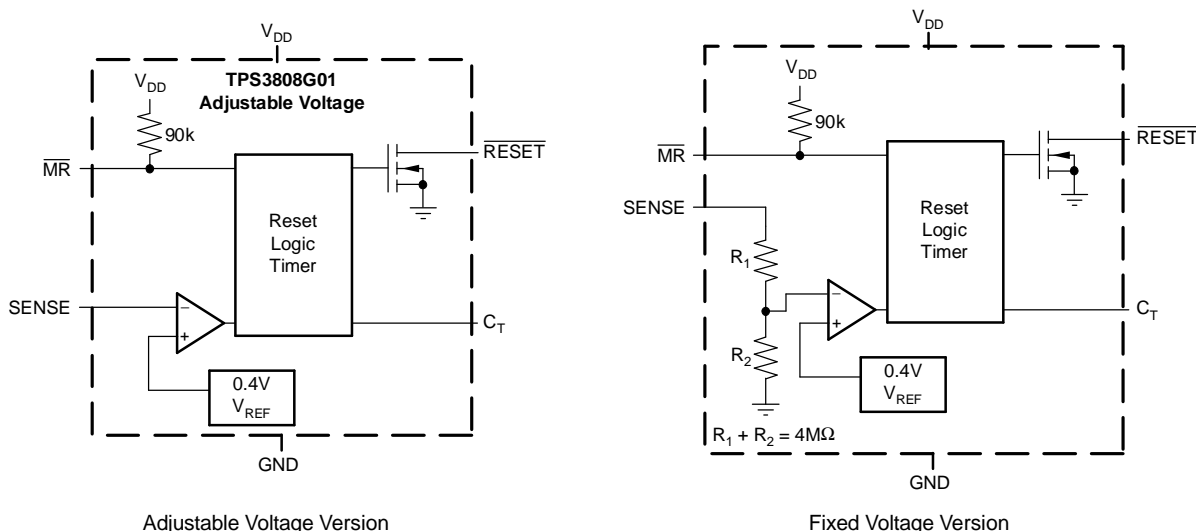 V_DD
V_DD
TPS3808G01
Adjustable Voltage
90k
MR
RESET
Reset
Logic
Timer
SENSE
−
+
C_T
0.4V
V_REF
GND
Adjustable Voltage Version
V_DD
V_DD
90k
MR
RESET
SENSE
Reset
Logic
Timer
R_1
−
+
C_T
R_2
0.4V
V_REF
R_1 + R_2 = 4MΩ
GND
Fixed Voltage Version